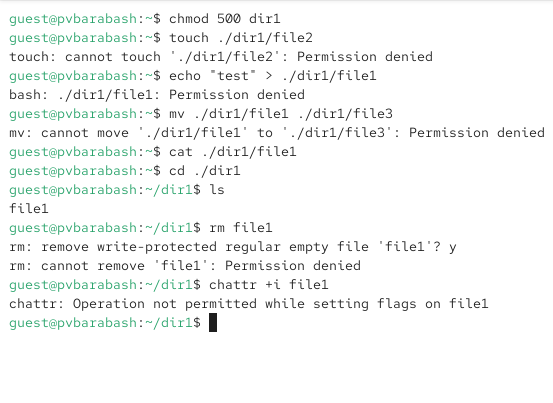 guest@pvbarabash:~$ chmod 500 dir1
guest@pvbarabash:~$ touch ./dir1/file2
touch: cannot touch './dir1/file2': Permission denied
guest@pvbarabash:~$ echo "test" > ./dir1/file1
bash: ./dir1/file1: Permission denied
guest@pvbarabash:~$ mv ./dir1/file1 ./dir1/file3
mv: cannot move './dir1/file1' to './dir1/file3': Permission denied
guest@pvbarabash:~$ cat ./dir1/file1
guest@pvbarabash:~$ cd ./dir1
guest@pvbarabash:~/dir1$ ls
file1
guest@pvbarabash:~/dir1$ rm file1
rm: remove write-protected regular empty file 'file1'? y
rm: cannot remove 'file1': Permission denied
guest@pvbarabash:~/dir1$ chattr +i file1
chattr: Operation not permitted while setting flags on file1
guest@pvbarabash:~/dir1$